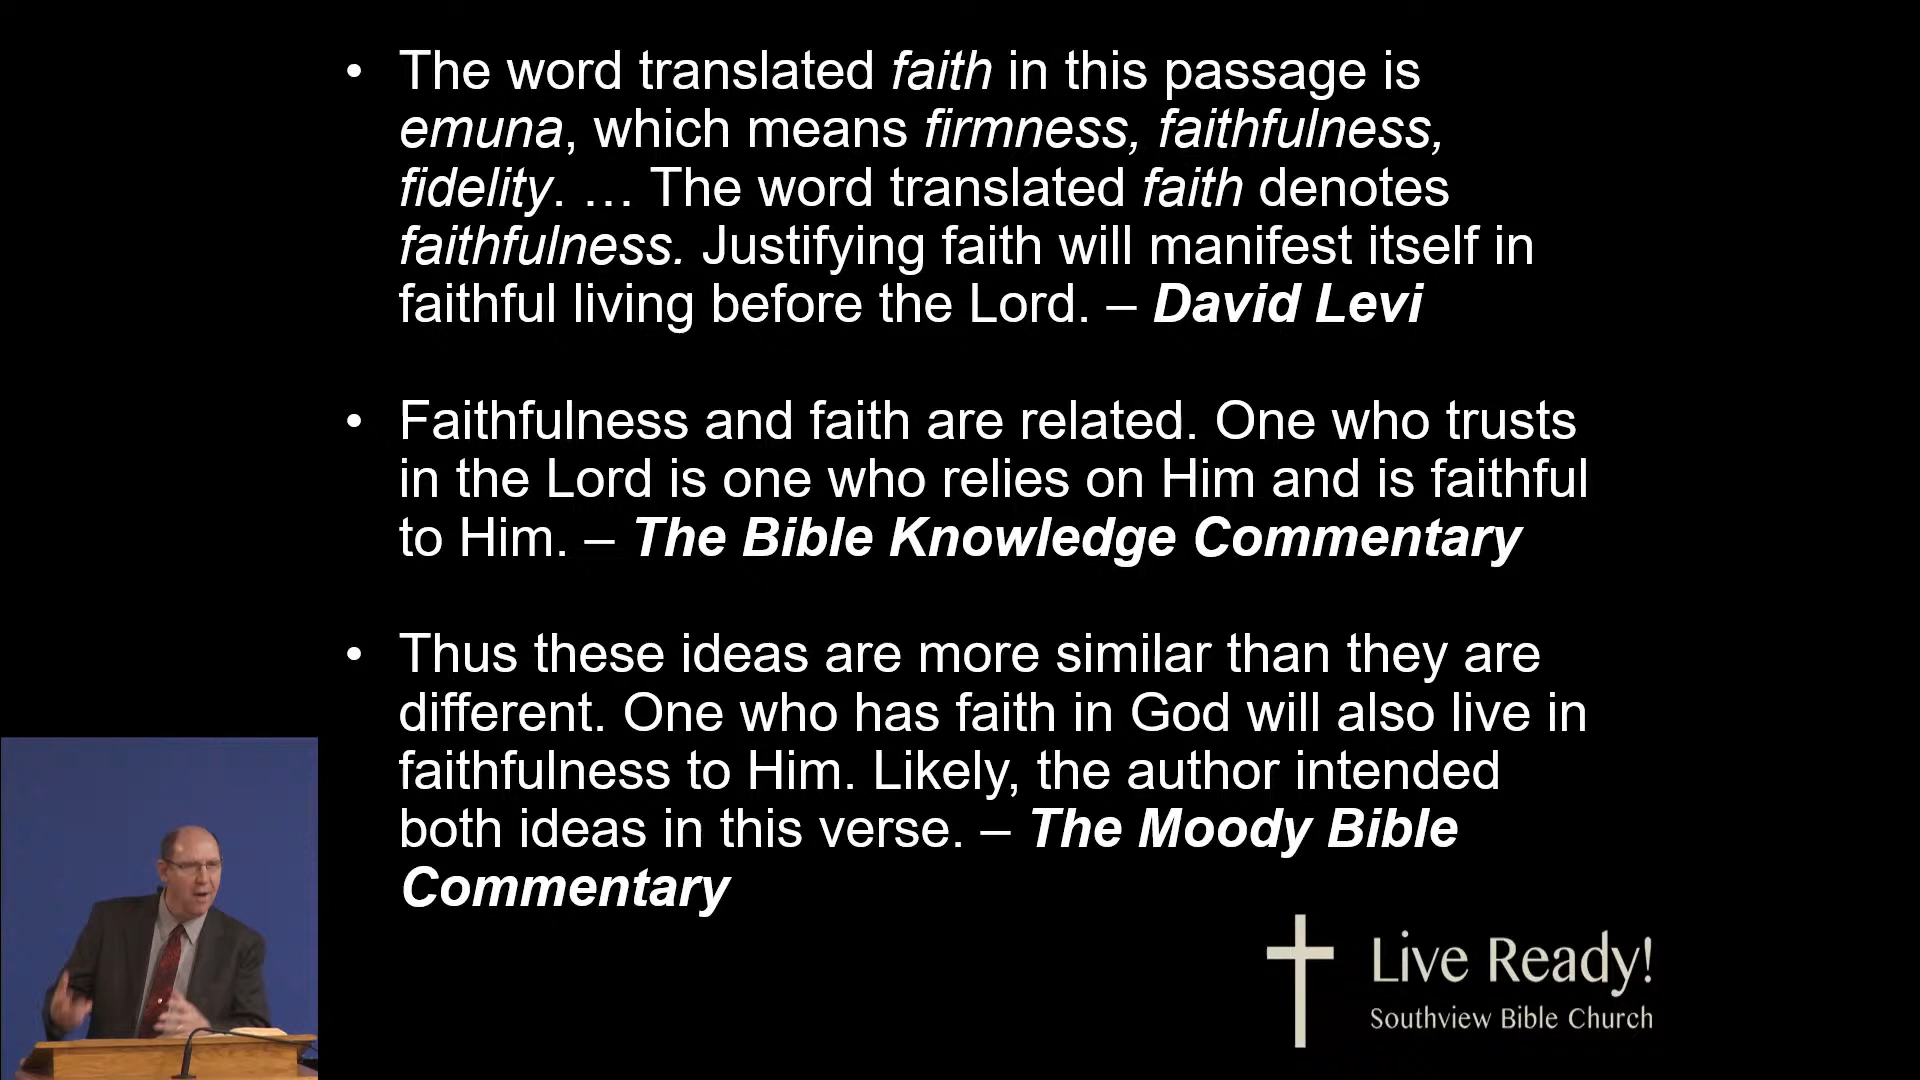 • The word translated faith in this passage is
emuna, which means firmness, faithfulness,
fidelity. … The word translated faith denotes
faithfulness. Justifying faith will manifest itself in
faithful living before the Lord. – David Levi
• Faithfulness and faith are related. One who trusts
in the Lord is one who relies on Him and is faithful
to Him. – The Bible Knowledge Commentary
• Thus these ideas are more similar than they are
different. One who has faith in God will also live in
faithfulness to Him. Likely, the author intended
both ideas in this verse. – The Moody Bible
Commentary
Live Ready!
Southview Bible Church